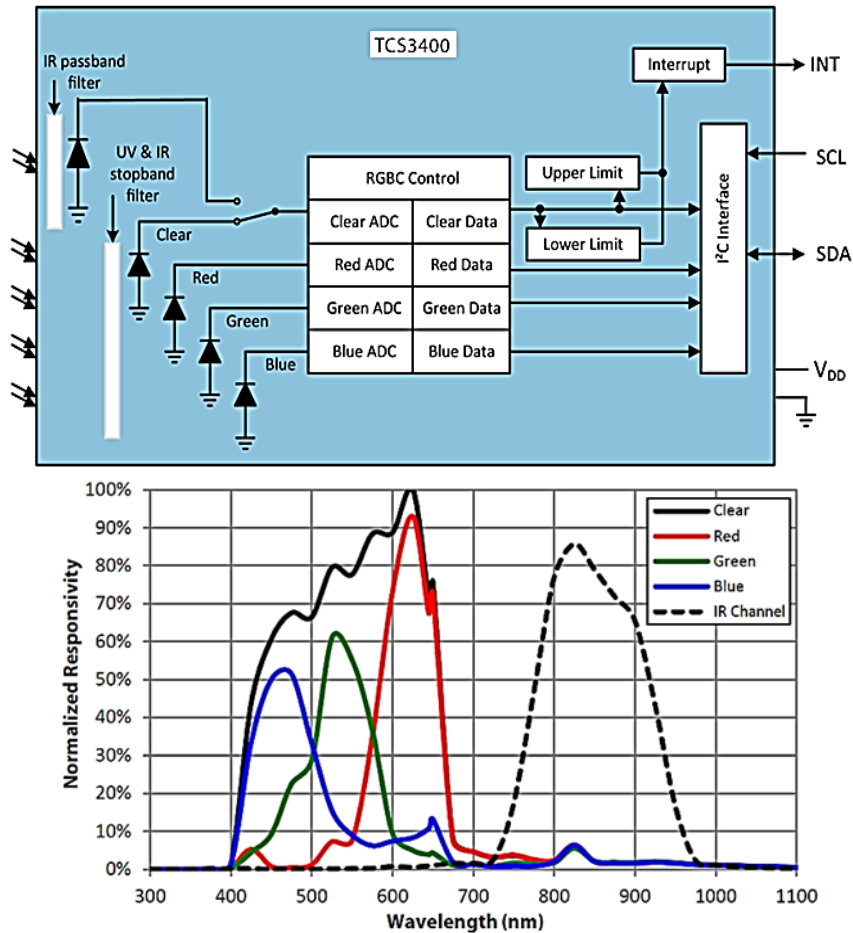 TCS3400
IR passband
filter
UV & IR
stopband
filter
Clear
Red
Green
Blue
RGBC Control
Clear ADC
Clear Data
Red ADC
Red Data
Green ADC
Green Data
Blue ADC
Blue Data
Upper Limit
Lower Limit
Interrupt
I²C Interface
INT
SCL
SDA
VDD
100%
90%
80%
70%
60%
50%
40%
30%
20%
10%
0%
Normalized Responsivity
Clear
Red
Green
Blue
IR Channel
300 400 500 600 700 800 900 1000 1100
Wavelength (nm)